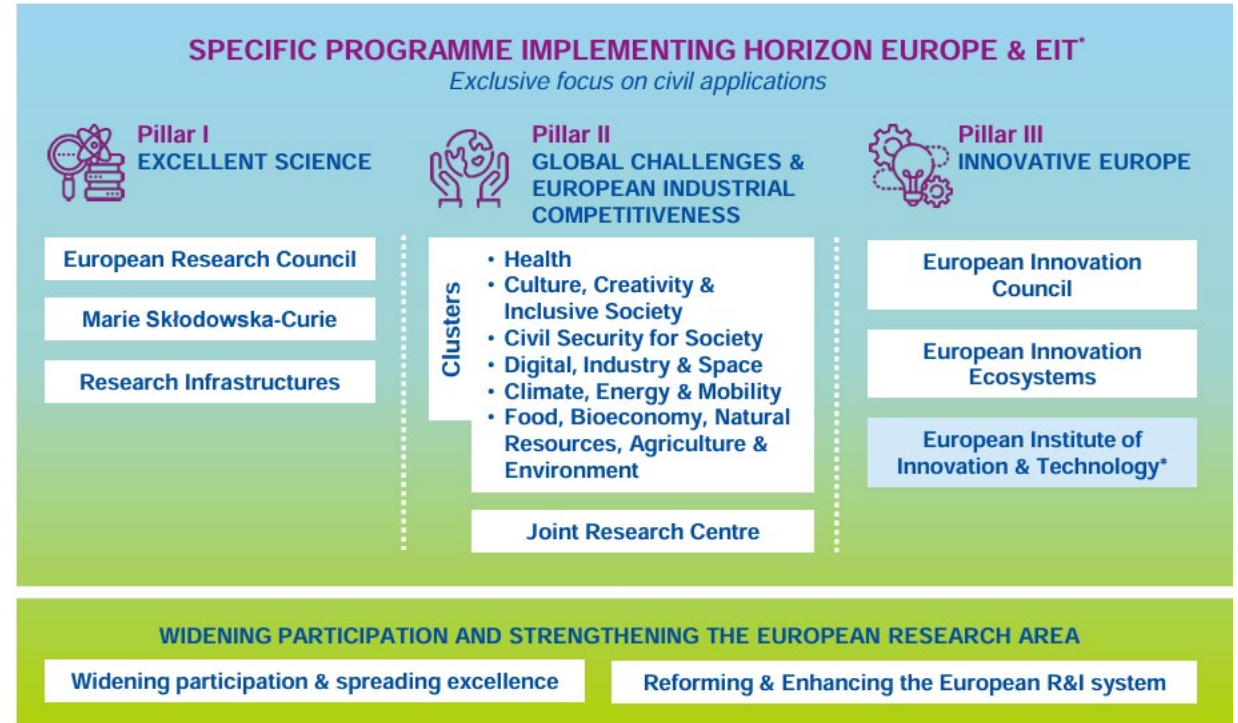 SPECIFIC PROGRAMME IMPLEMENTING HORIZON EUROPE & EIT*
Exclusive focus on civil applications
Pillar I
EXCELLENT SCIENCE
European Research Council
Marie Skłodowska-Curie
Research Infrastructures
Pillar II
GLOBAL CHALLENGES &
EUROPEAN INDUSTRIAL
COMPETITIVENESS
Clusters
• Health
• Culture, Creativity &
Inclusive Society
• Civil Security for Society
• Digital, Industry & Space
• Climate, Energy & Mobility
• Food, Bioeconomy, Natural
Resources, Agriculture &
Environment
Joint Research Centre
Pillar III
INNOVATIVE EUROPE
European Innovation
Council
European Innovation
Ecosystems
European Institute of
Innovation & Technology*
WIDENING PARTICIPATION AND STRENGTHENING THE EUROPEAN RESEARCH AREA
Widening participation & spreading excellence
Reforming & Enhancing the European R&I system